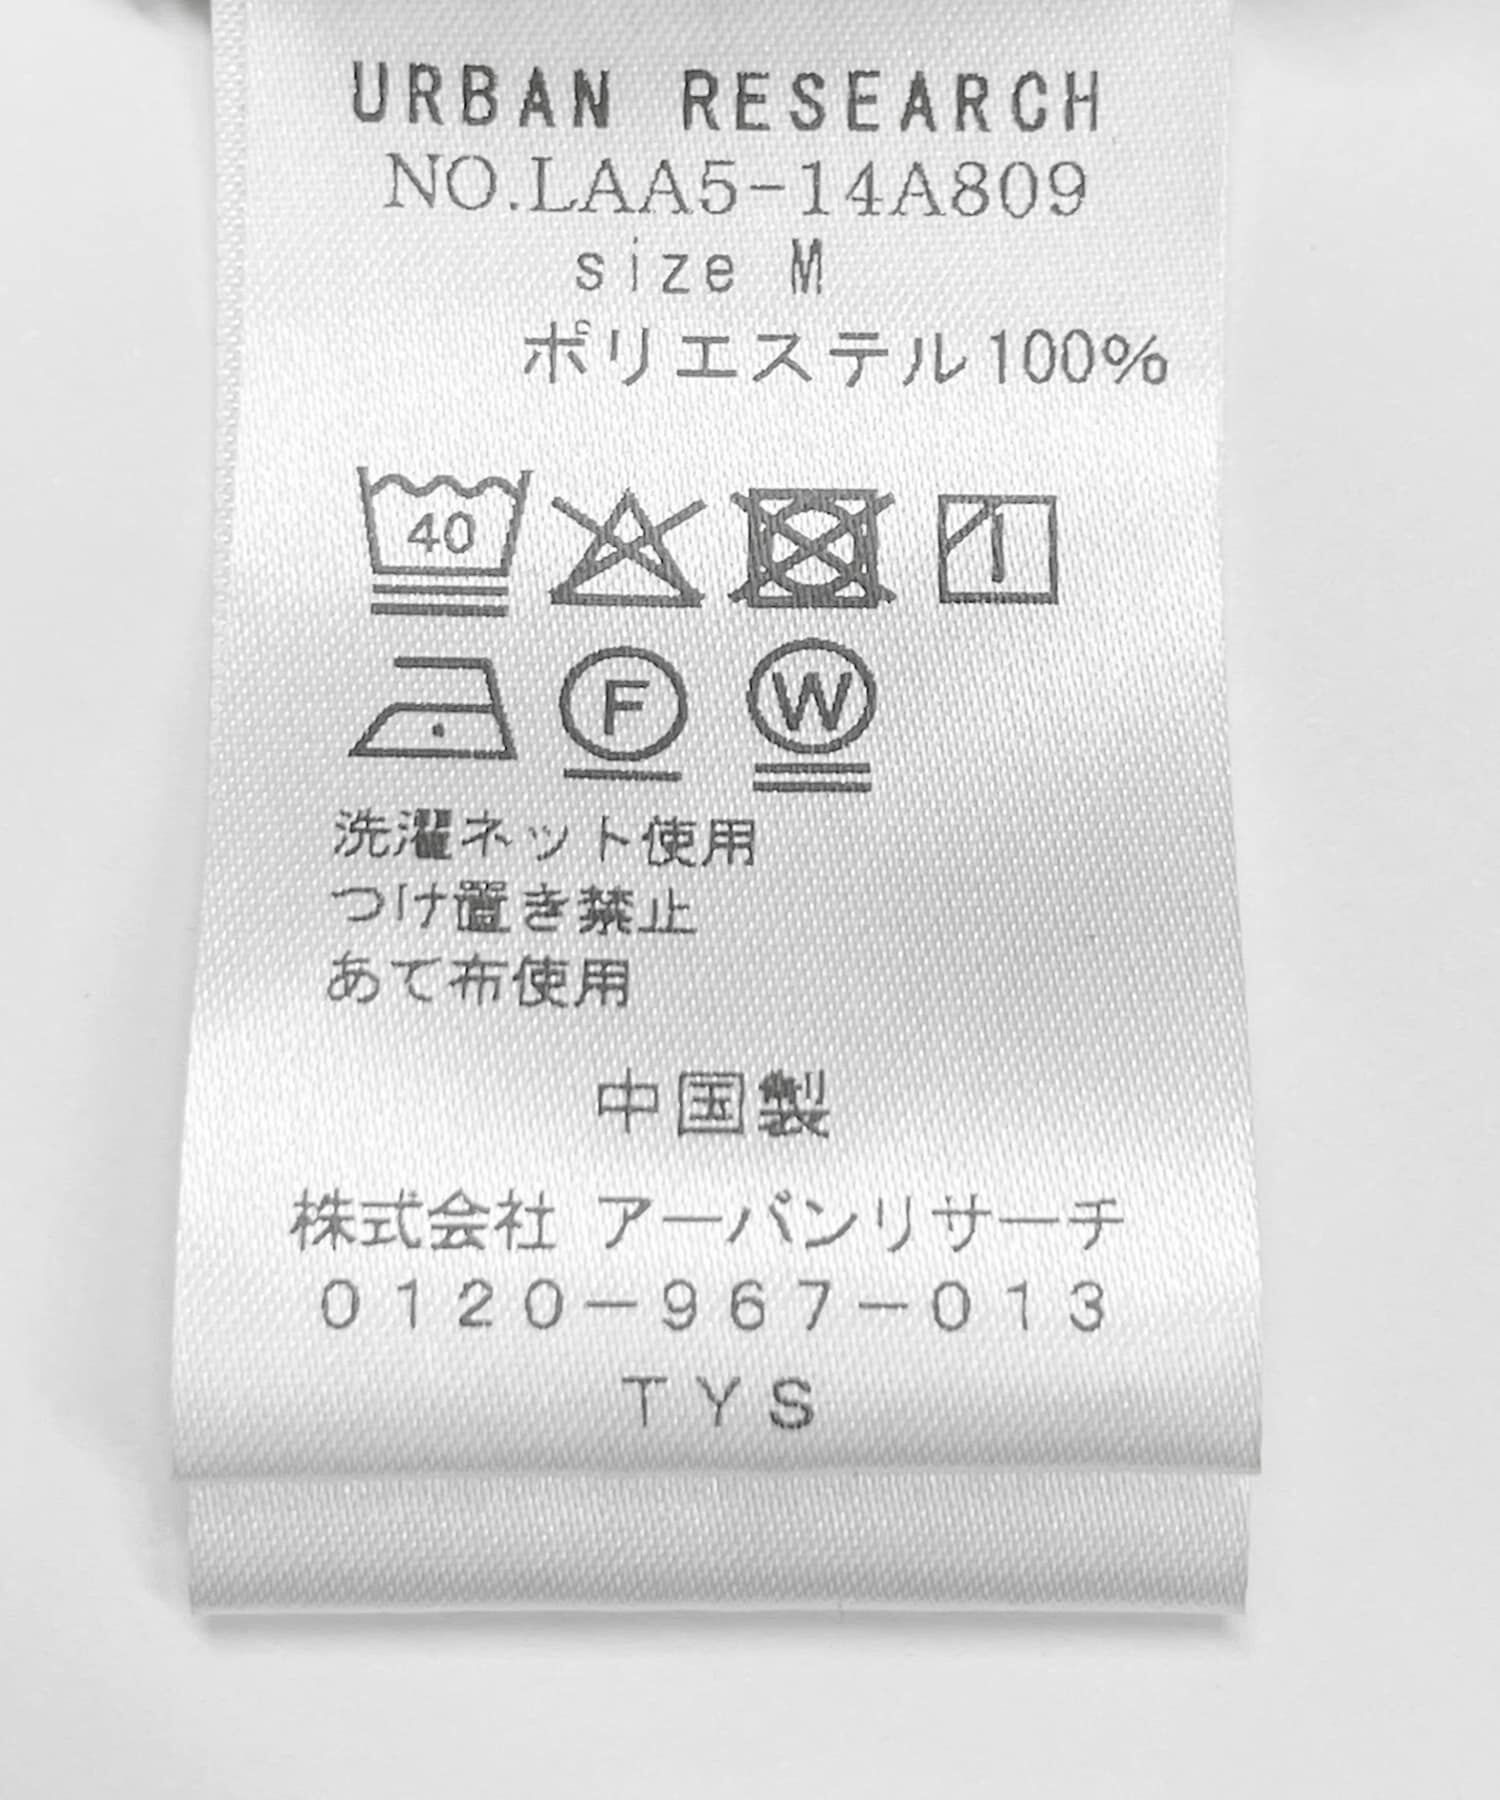 URBAN RESEARCH
NO.LAA5-14A809
size M
ポリエステル100%
40
F W
洗濯ネット使用
つけ置き禁止
あて布使用
中国製
株式会社 アーバンリサーチ
0120-967-013
TYS